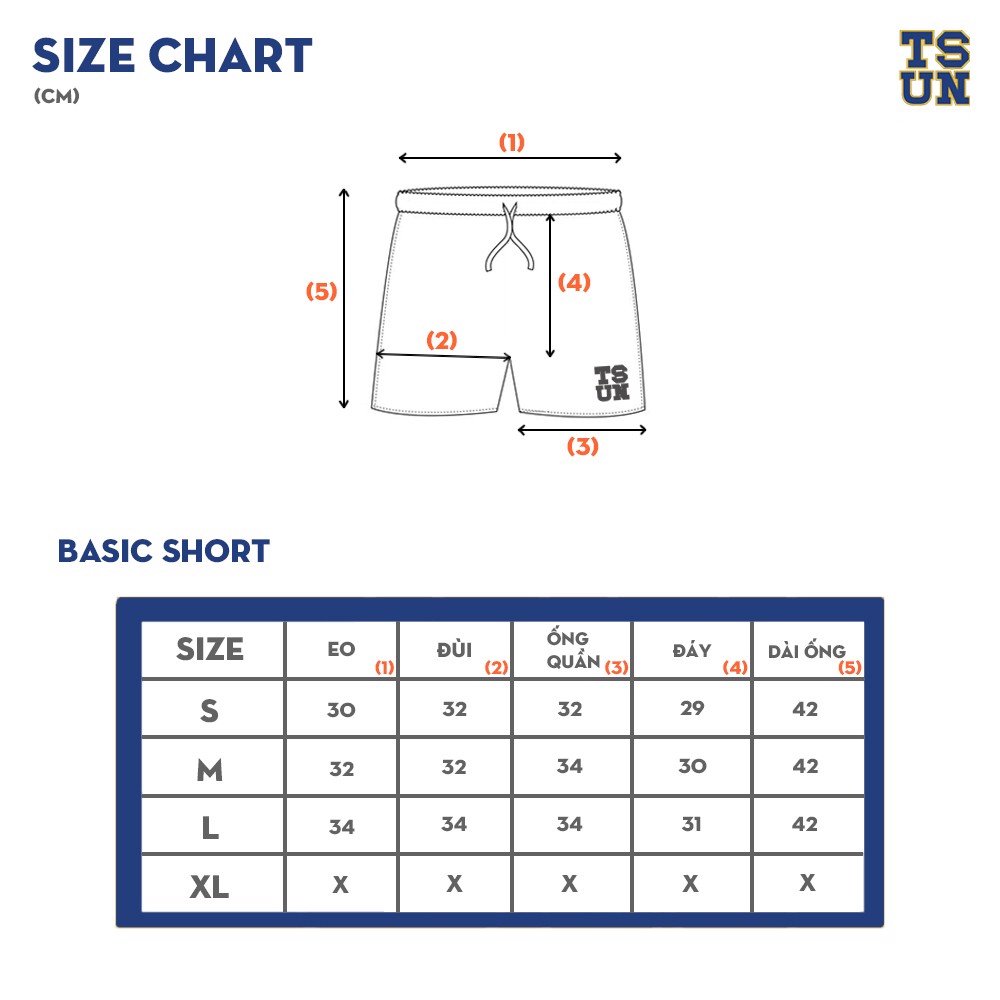 SIZE CHART
(CM)
TS
UN
(1)
(5)
(4)
(2)
TS
UN
(3)
BASIC SHORT
SIZE EO (1) ĐÙI (2) ỐNG QUẦN (3) ĐÁY (4) DÀI ỐNG (5)
S 30 32 32 29 42
M 32 32 34 30 42
L 34 34 34 31 42
XL X X X X X